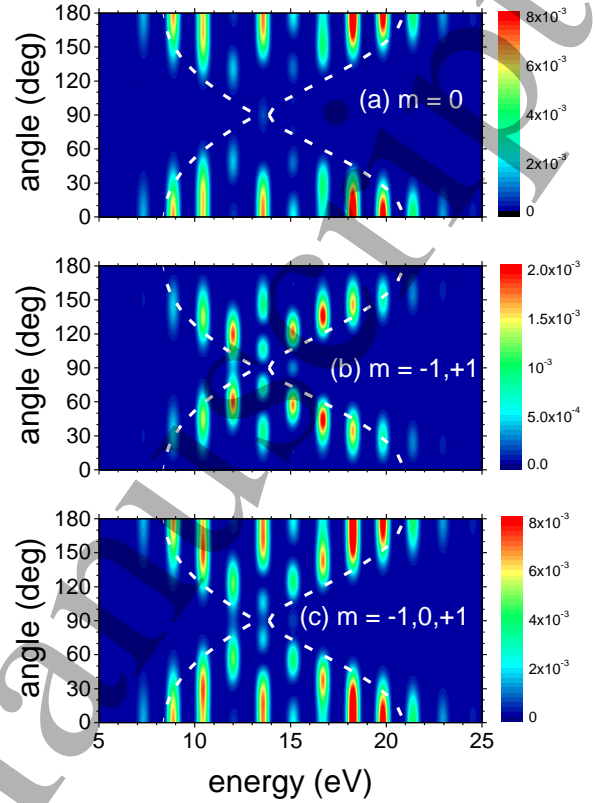 180
150
120
90
60
30
0
angle (deg)
(a) m = 0
8x10⁻³
6x10⁻³
4x10⁻³
2x10⁻³
0
180
150
120
90
60
30
0
angle (deg)
(b) m = -1,+1
2.0x10⁻³
1.5x10⁻³
10⁻³
5.0x10⁻⁴
0.0
180
150
120
90
60
30
0
angle (deg)
(c) m = -1,0,+1
8x10⁻³
6x10⁻³
4x10⁻³
2x10⁻³
0
5 10 15 20 25
energy (eV)